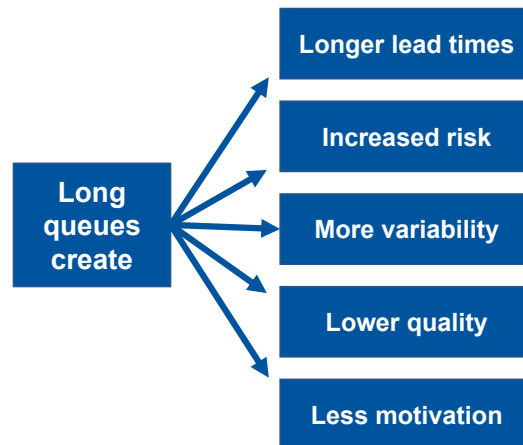 Longer lead times
Increased risk
Long
queues
create
More variability
Lower quality
Less motivation